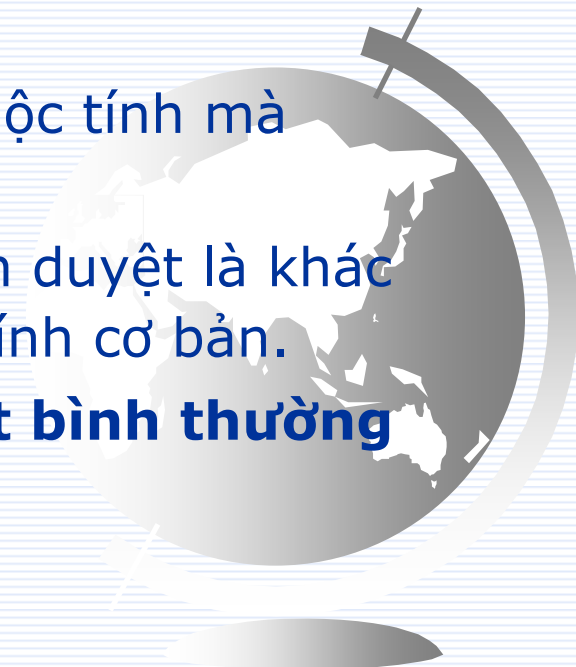 ộc tính mà
n duyệt là khác
ính cơ bản.
t bình thường